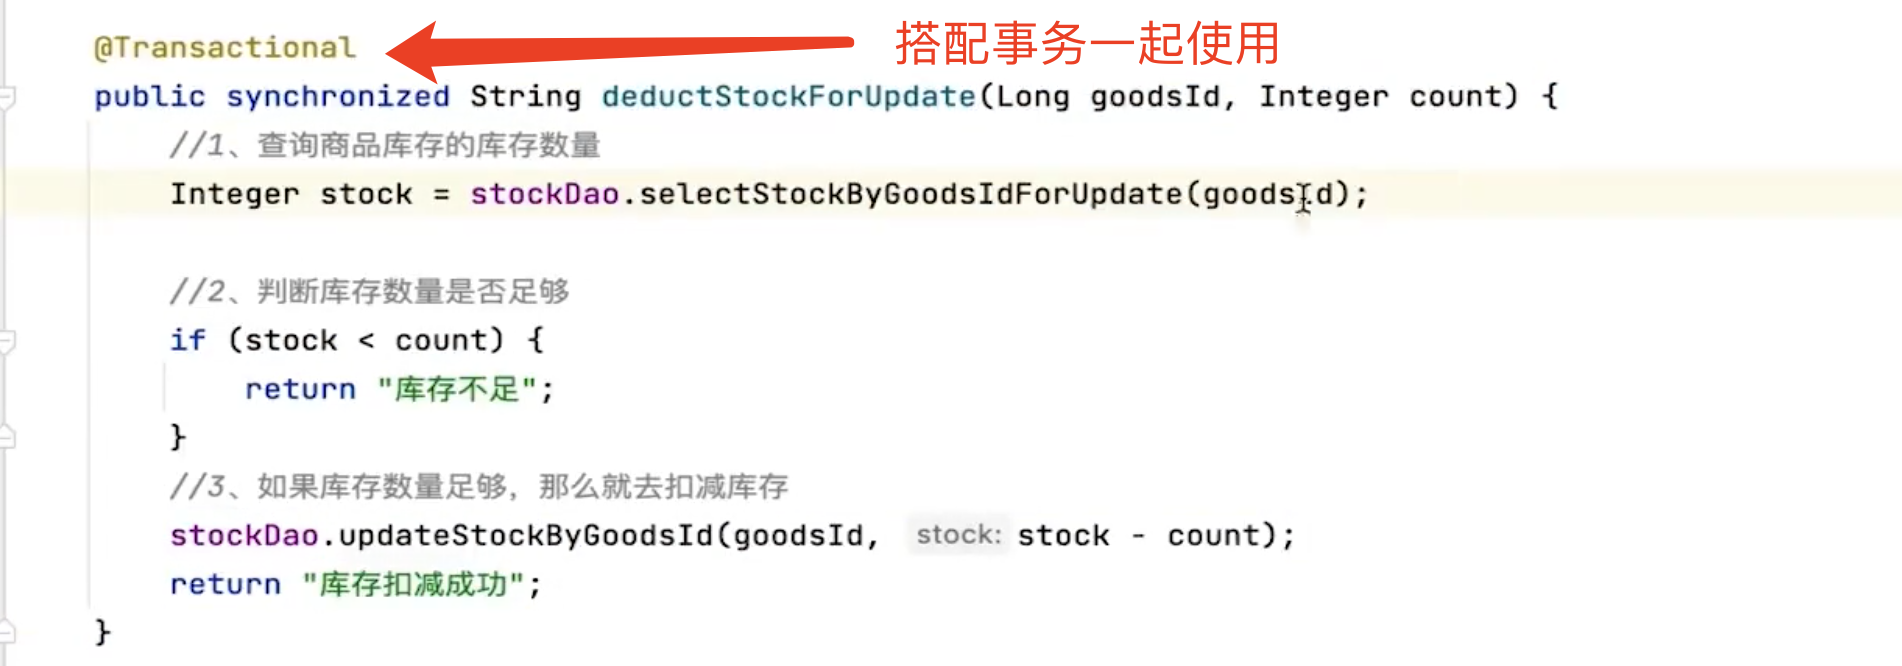 @Transactional 搭配事务一起使用
public synchronized String deductStockForUpdate(Long goodsId, Integer count) {
//1、查询商品库存的库存数量
Integer stock = stockDao.selectStockByGoodsIdForUpdate(goodsId);
//2、判断库存数量是否足够
if (stock < count) {
return "库存不足";
}
//3、如果库存数量足够，那么就去扣减库存
stockDao.updateStockByGoodsId(goodsId, stock: stock - count);
return "库存扣减成功";
}